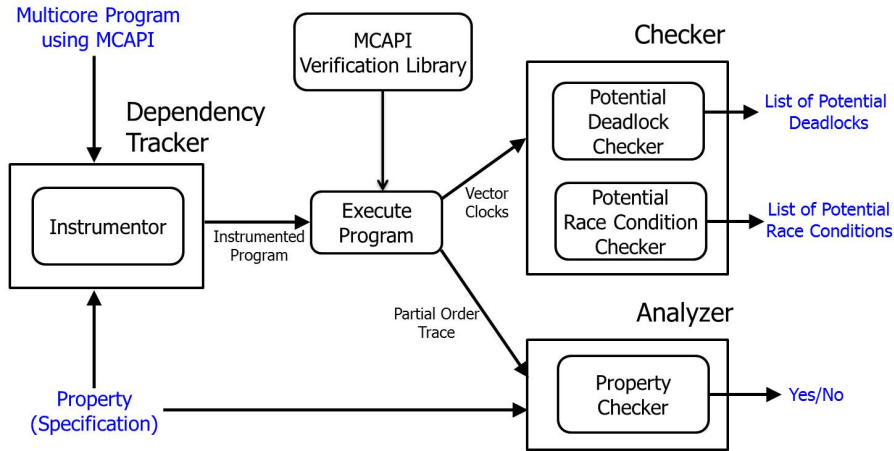 Multicore Program
using MCAPI
MCAPI
Verification Library
Checker
Dependency
Tracker
Potential
Deadlock
Checker
List of Potential
Deadlocks
Instrumentor
Instrumented
Program
Execute
Program
Vector
Clocks
Potential
Race Condition
Checker
List of Potential
Race Conditions
Partial Order
Trace
Analyzer
Property
(Specification)
Property
Checker
Yes/No